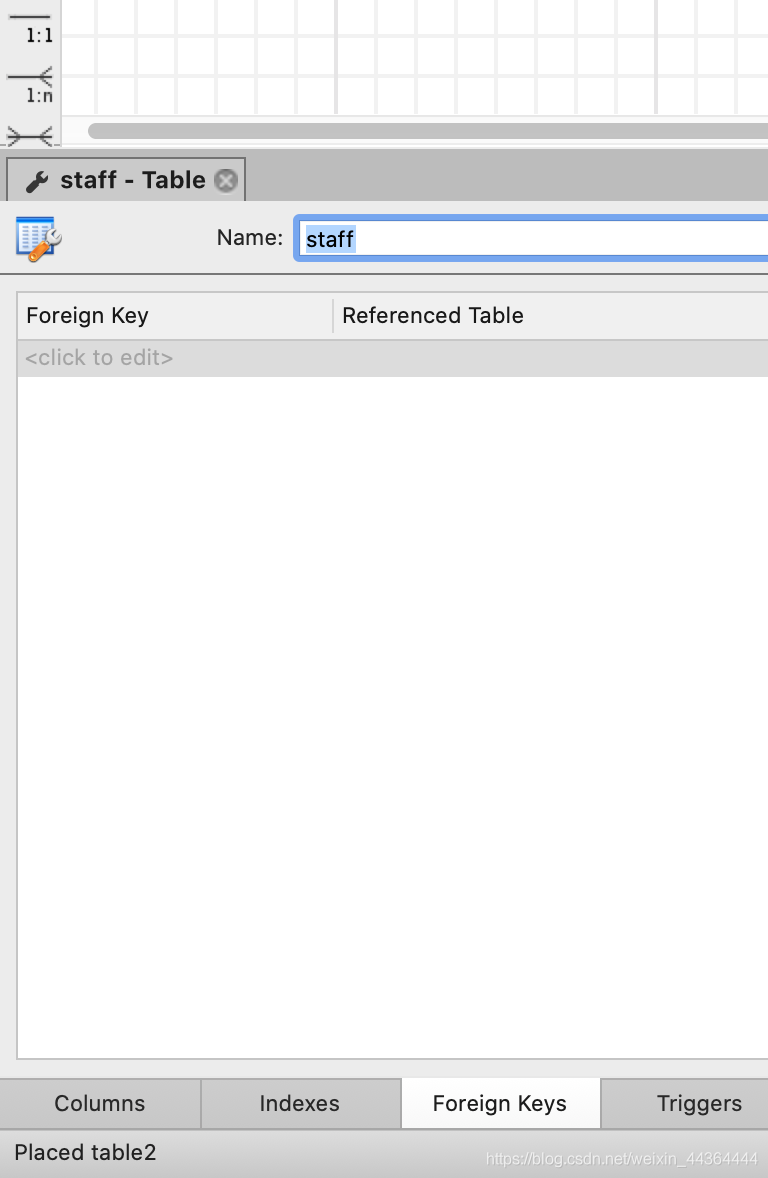 1:1
1:n
staff - Table
Name: staff
Foreign Key Referenced Table
<click to edit>
Columns Indexes Foreign Keys Triggers
Placed table2
https://blog.csdn.net/weixin_44364444